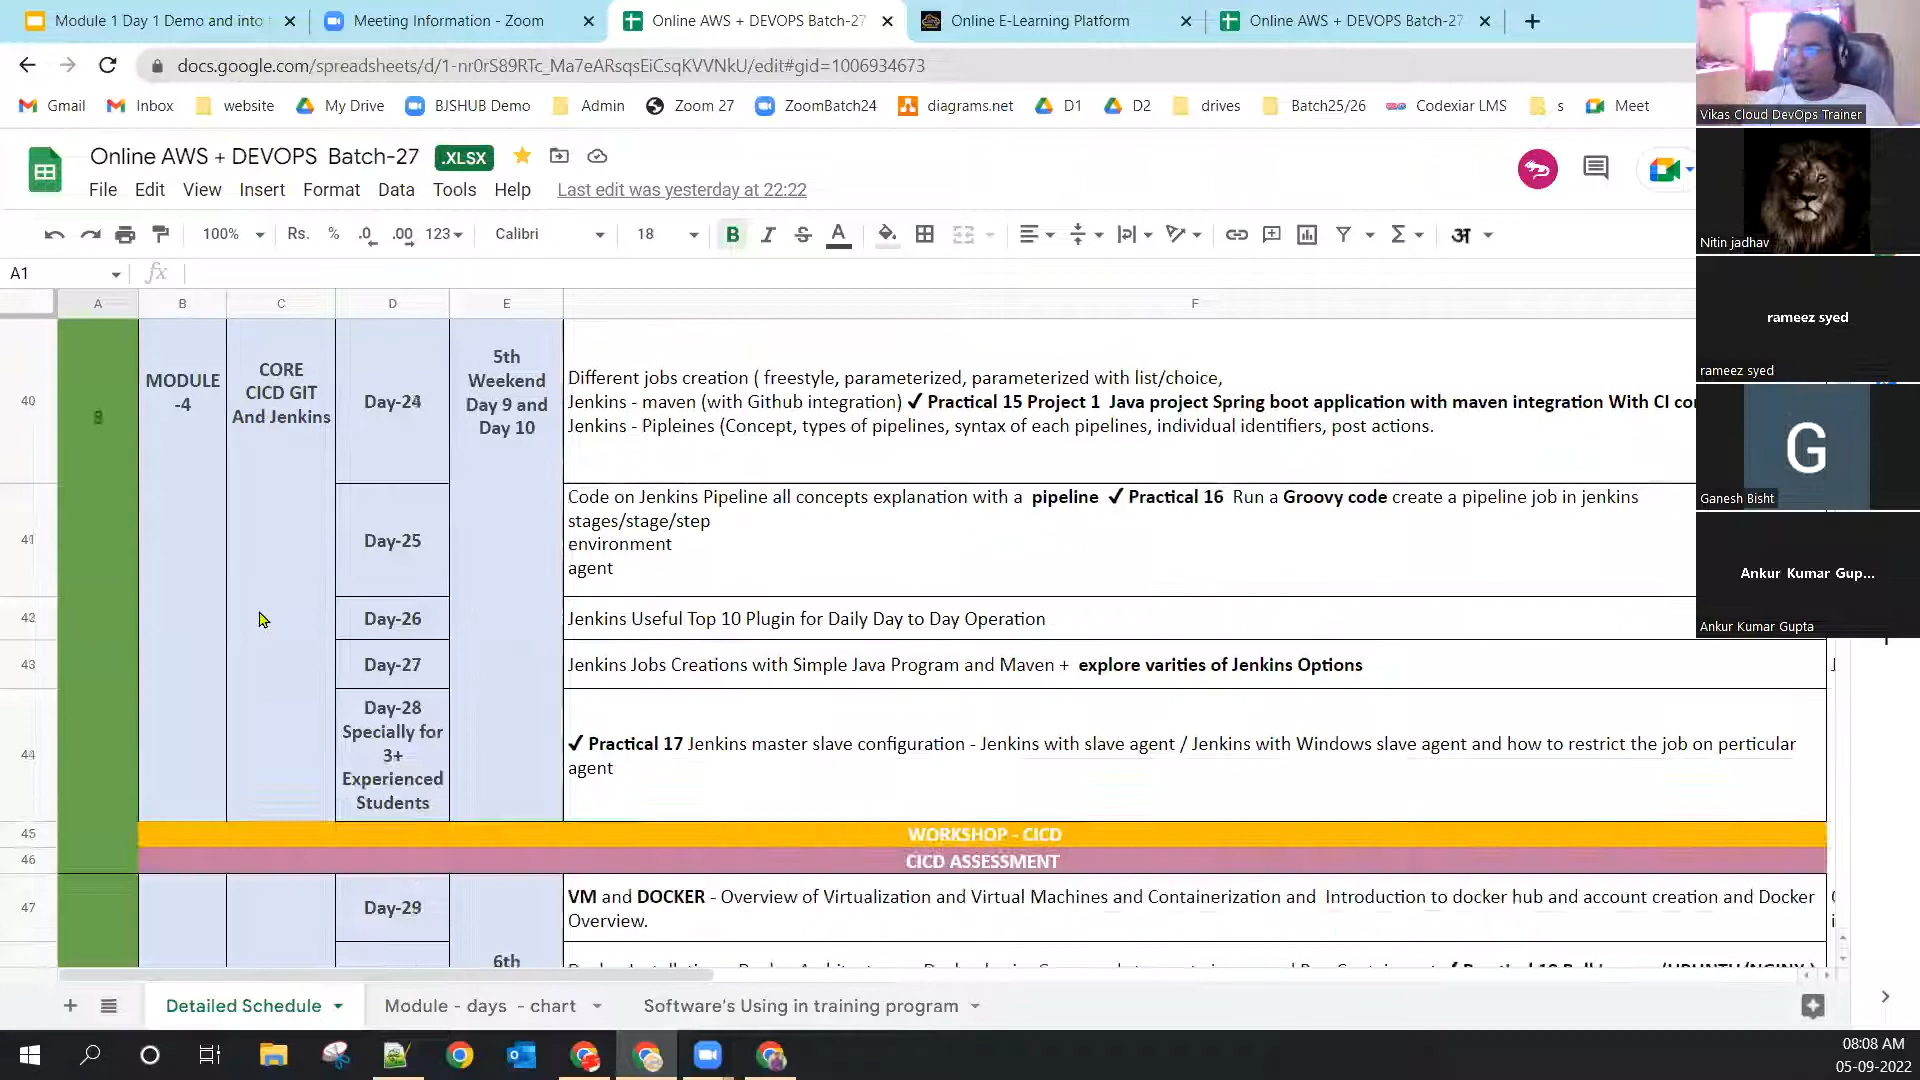 Module 1 Day 1 Demo and into
Meeting Information - Zoom
Online AWS + DEVOPS Batch-27
Online E-Learning Platform
Online AWS + DEVOPS Batch-27
docs.google.com/spreadsheets/d/1-nr0rS89RTc_Ma7eARsqsEiCsqKVVNkU/edit#gid=1006934673
Gmail
Inbox
website
My Drive
BJSHUB Demo
Admin
Zoom 27
ZoomBatch24
diagrams.net
D1
D2
drives
Batch25/26
Codexiar LMS
s
Meet
Online AWS + DEVOPS Batch-27
.XLSX
File Edit View Insert Format Data Tools Help
Last edit was yesterday at 22:22
100%
Rs.
%
.0
.00
123
Calibri
18
B
I
S
A
अ
A1
fx
A B C D E F
40
9
MODULE
-4
CORE
CICD GIT
And Jenkins
Day-24
5th
Weekend
Day 9 and
Day 10
Different jobs creation ( freestyle, parameterized, parameterized with list/choice,
Jenkins - maven (with Github integration) ✓ Practical 15 Project 1 Java project Spring boot application with maven integration With CI
Jenkins - Pipleines (Concept, types of pipelines, syntax of each pipelines, individual identifiers, post actions.
41
Day-25
Code on Jenkins Pipeline all concepts explanation with a pipeline ✓ Practical 16 Run a Groovy code create a pipeline job in jenkins
stages/stage/step
environment
agent
42
Day-26
Jenkins Useful Top 10 Plugin for Daily Day to Day Operation
43
Day-27
Jenkins Jobs Creations with Simple Java Program and Maven + explore varities of Jenkins Options
44
Day-28
Specially for
3+
Experienced
Students
✓ Practical 17 Jenkins master slave configuration - Jenkins with slave agent / Jenkins with Windows slave agent and how to restrict the job on perticular
agent
45
WORKSHOP - CICD
46
CICD ASSESSMENT
47
Day-29
VM and DOCKER - Overview of Virtualization and Virtual Machines and Containerization and Introduction to docker hub and account creation and Docker
Overview.
6th
Detailed Schedule
Module - days - chart
Software's Using in training program
Vikas Cloud DevOps Trainer
Nitin jadhav
rameez syed
rameez syed
G
Ganesh Bisht
Ankur Kumar Gup...
Ankur Kumar Gupta
08:08 AM
05-09-2022